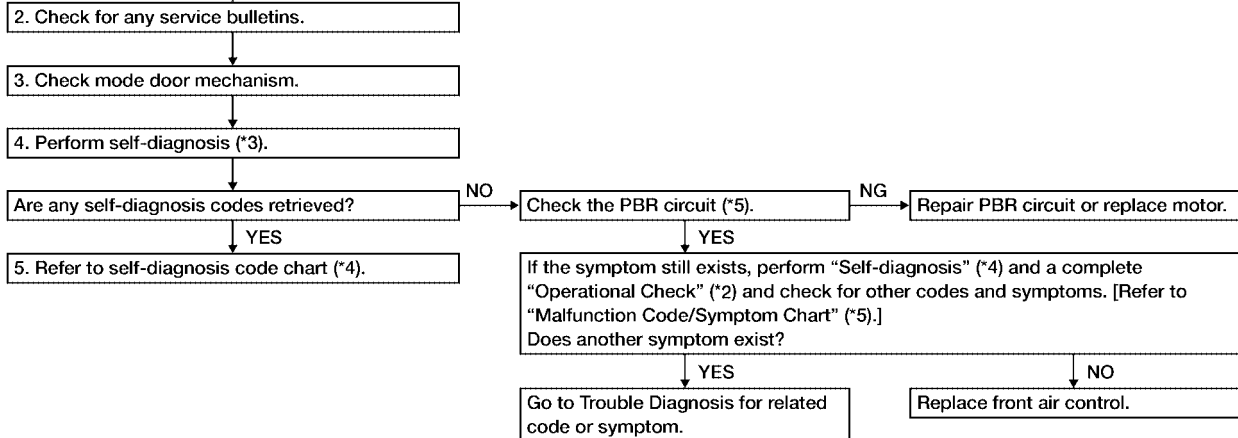 2. Check for any service bulletins.
3. Check mode door mechanism.
4. Perform self-diagnosis (*3).
Are any self-diagnosis codes retrieved?
NO
Check the PBR circuit (*5).
NG
Repair PBR circuit or replace motor.
YES
YES
5. Refer to self-diagnosis code chart (*4).
If the symptom still exists, perform “Self-diagnosis” (*4) and a complete
“Operational Check” (*2) and check for other codes and symptoms. [Refer to
“Malfunction Code/Symptom Chart” (*5).]
Does another symptom exist?
YES
NO
Go to Trouble Diagnosis for related
code or symptom.
Replace front air control.